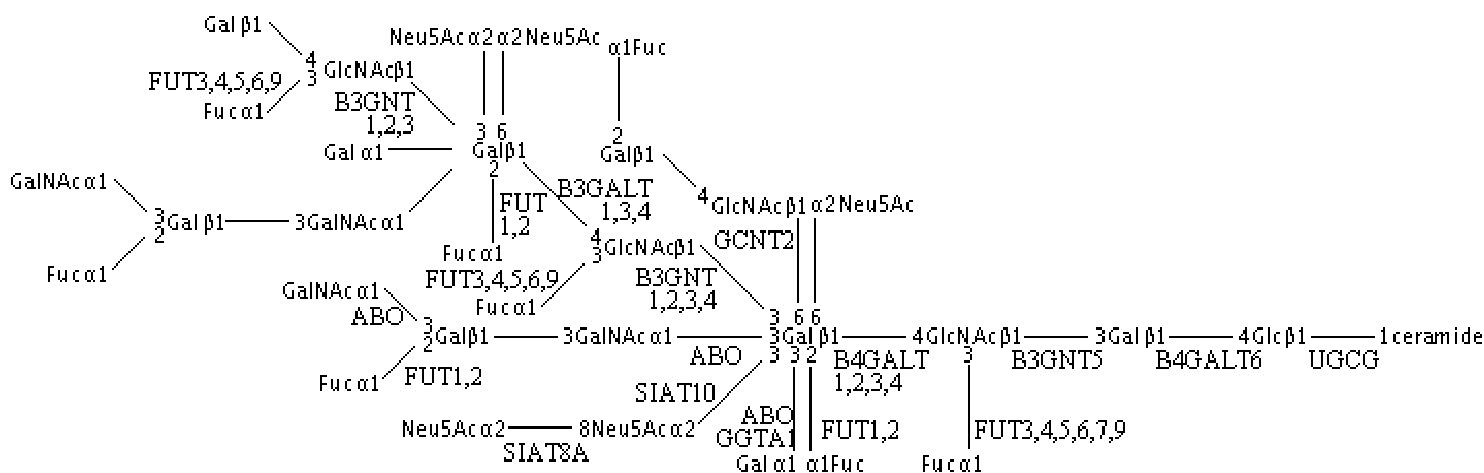 Galβ1
Neu5Acα2 α2Neu5Ac
α1Fuc
4
3 GlcNAcβ1
FUT3,4,5,6,9
Fucα1
B3GNT
1,2,3
3 6
2
Galα1
Galβ1
2
Galβ1
GalNAcα1
FUT
1,2
B3GALT
1,3,4
4 GlcNAcβ1 α2Neu5Ac
3
2 Galβ1
3GalNAcα1
GCNT2
4
3 GlcNAcβ1
Fucα1
Fucα1
FUT3,4,5,6,9
B3GNT
1,2,3,4
GalNAcα1
Fucα1
ABO
3 6 6
3
2 Galβ1
3GalNAcα1
3Galβ1
4GlcNAcβ1
3Galβ1
4Glcβ1
1ceramide
3 3 2
3
ABO
B4GALT
1,2,3,4
B3GNT5
B4GALT6
UGCG
Fucα1
FUT1,2
SIAT10
Neu5Acα2
8Neu5Acα2
ABO
GGTA1
FUT1,2
FUT3,4,5,6,7,9
SIAT8A
Galα1 α1Fuc
Fucα1